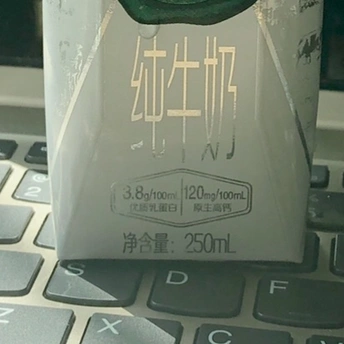 纯牛奶
3.8g/100mL 120mg/100mL
优质乳蛋白 原生高钙
净含量: 250mL
S D F
Z X C